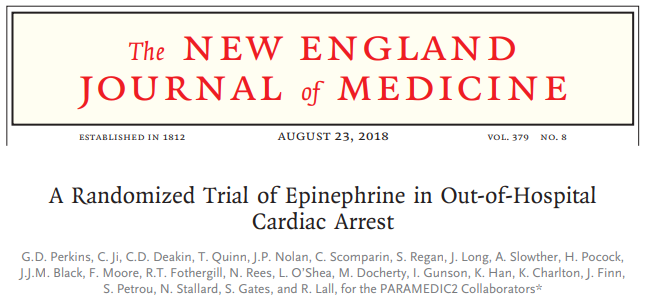 The NEW ENGLAND
JOURNAL of MEDICINE
ESTABLISHED IN 1812 AUGUST 23, 2018 VOL. 379 NO. 8
A Randomized Trial of Epinephrine in Out-of-Hospital
Cardiac Arrest
G.D. Perkins, C. Ji, C.D. Deakin, T. Quinn, J.P. Nolan, C. Scomparin, S. Regan, J. Long, A. Slowther, H. Pocock,
J.J.M. Black, F. Moore, R.T. Fothergill, N. Rees, L. O'Shea, M. Docherty, I. Gunson, K. Han, K. Charlton, J. Finn,
S. Petrou, N. Stallard, S. Gates, and R. Lall, for the PARAMEDIC2 Collaborators*